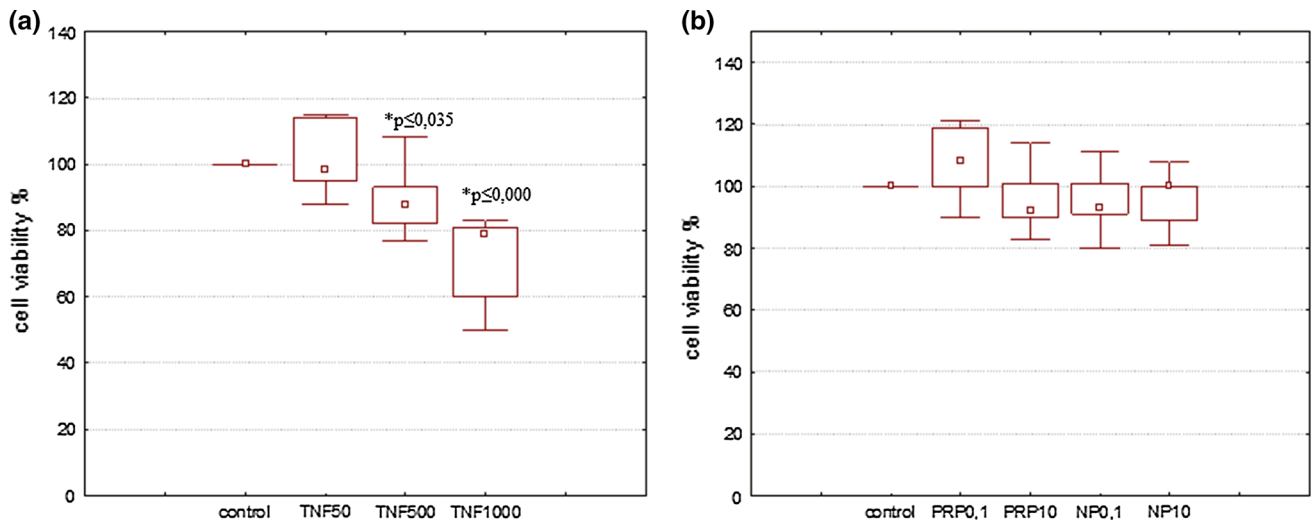 (a)
cell viability %
140
120
100
80
60
40
20
0
*p≤0,035
*p≤0,000
control TNF50 TNF500 TNF1000
(b)
cell viability %
140
120
100
80
60
40
20
0
control PRP0,1 PRP10 NP0,1 NP10